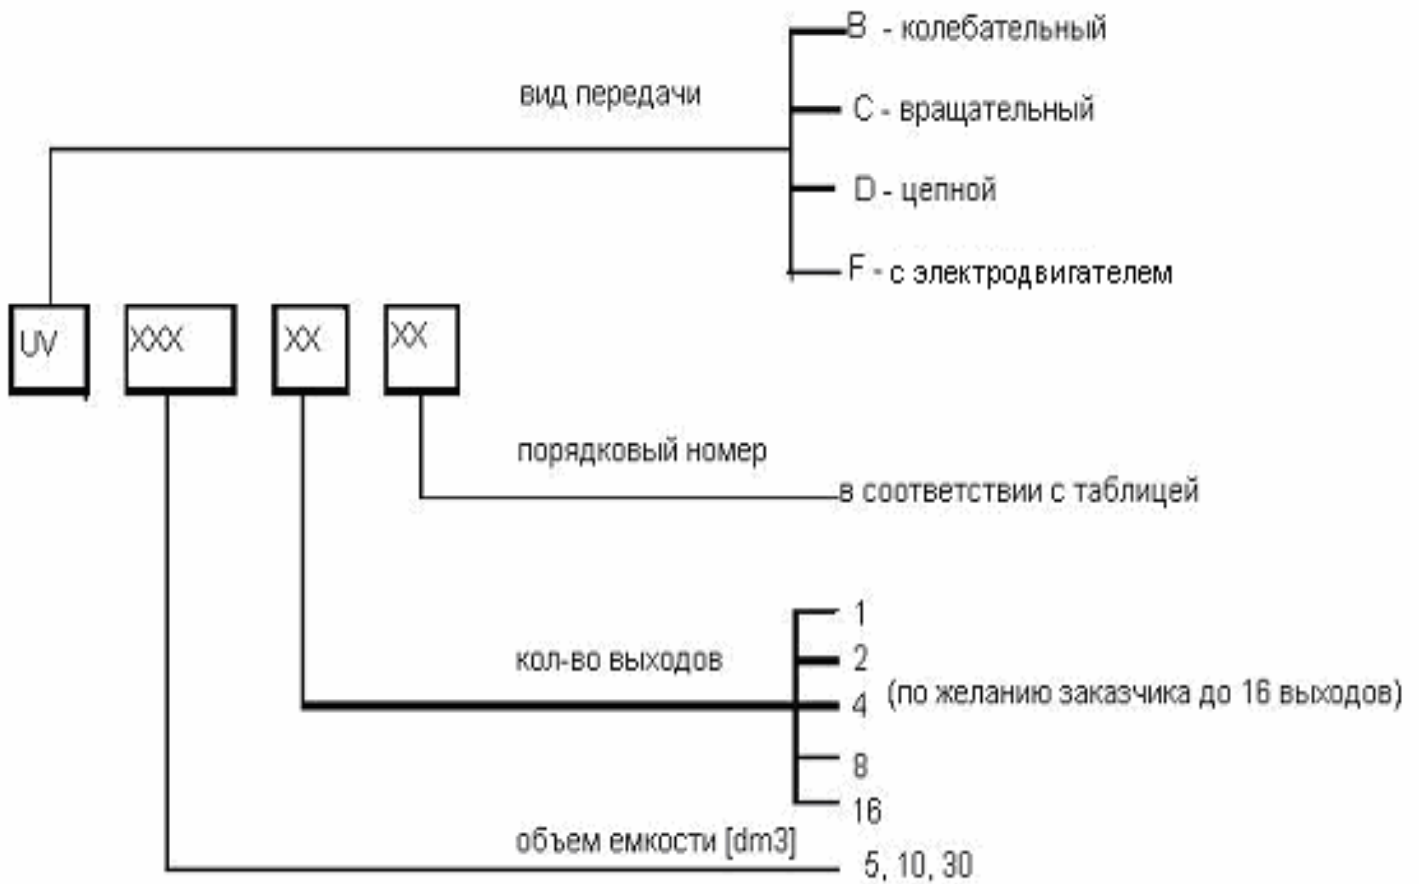 B - колебательный
вид передачи
C - вращательный
D - цепной
F - с электродвигателем
UV XXX XX XX
порядковый номер
в соответствии с таблицей
1
кол-во выходов 2
4 (по желанию заказчика до 16 выходов)
8
16
объем емкости [dm3]
5, 10, 30